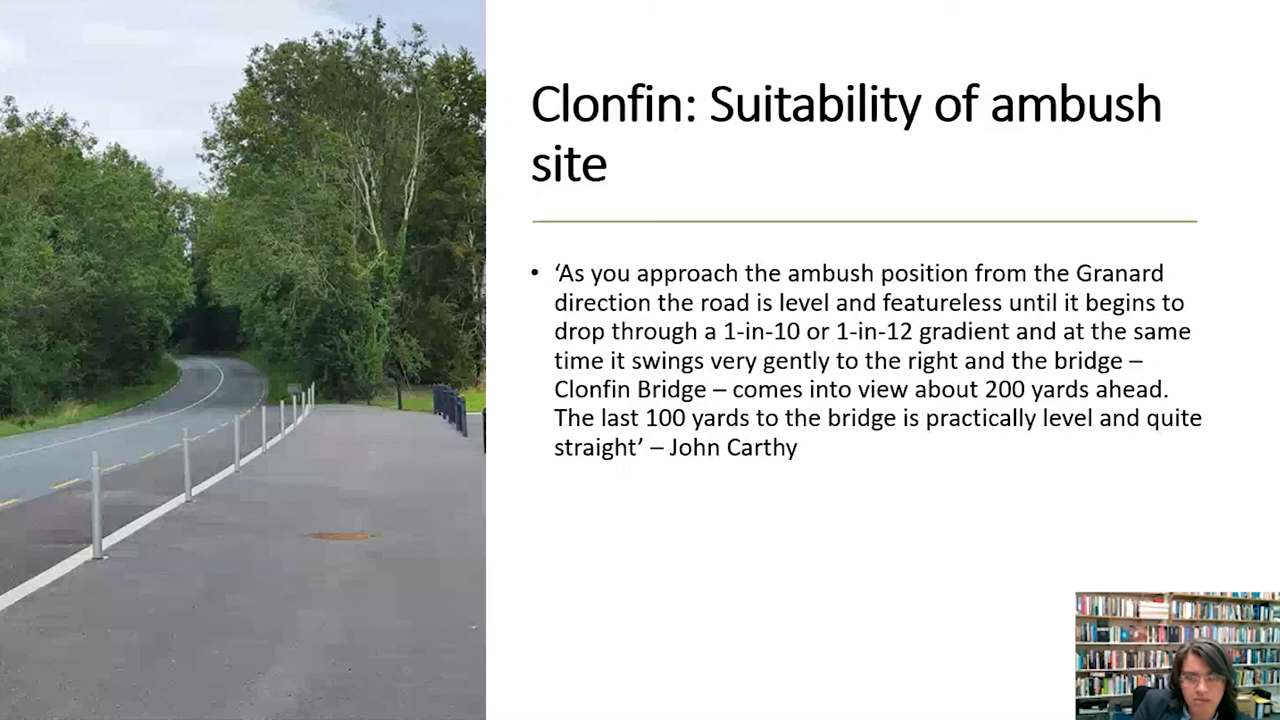 Clonfin: Suitability of ambush
site
• ‘As you approach the ambush position from the Granard
direction the road is level and featureless until it begins to
drop through a 1-in-10 or 1-in-12 gradient and at the same
time it swings very gently to the right and the bridge –
Clonfin Bridge – comes into view about 200 yards ahead.
The last 100 yards to the bridge is practically level and quite
straight’ – John Carthy